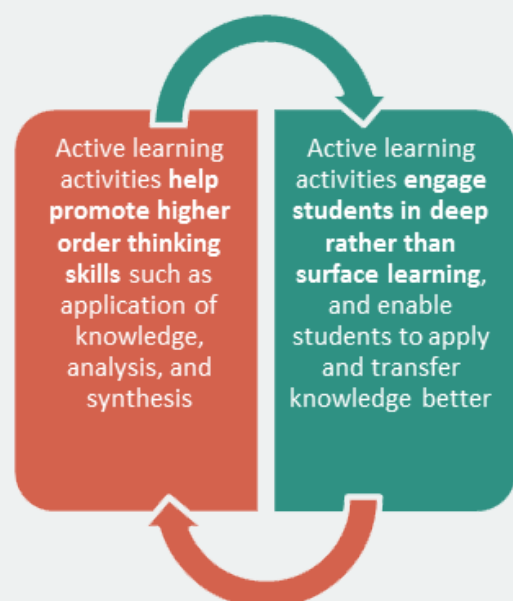 Active learning
activities help
promote higher
order thinking
skills such as
application of
knowledge,
analysis, and
synthesis
Active learning
activities engage
students in deep
rather than
surface learning,
and enable
students to apply
and transfer
knowledge better